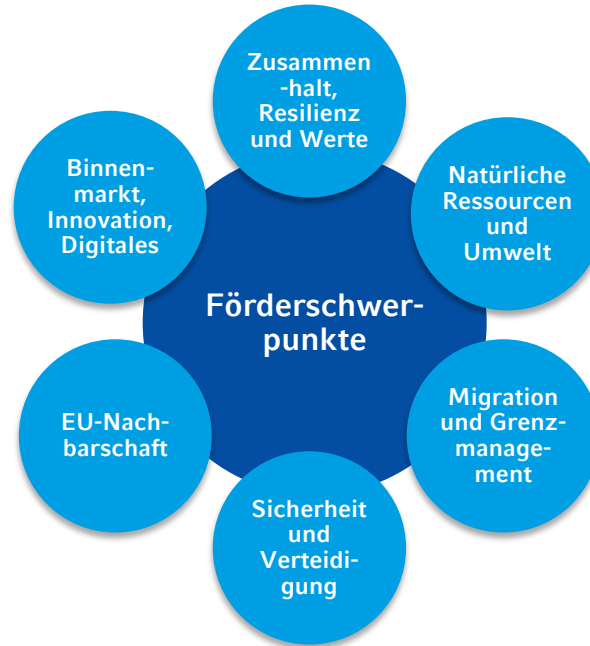 Zusammen
-halt,
Resilienz
und Werte
Natürliche
Ressourcen
und
Umwelt
Migration
und Grenz-
manage-
ment
Sicherheit
und
Verteidi-
gung
EU-Nach-
barschaft
Binnen-
markt,
Innovation,
Digitales
Förderschwer-
punkte